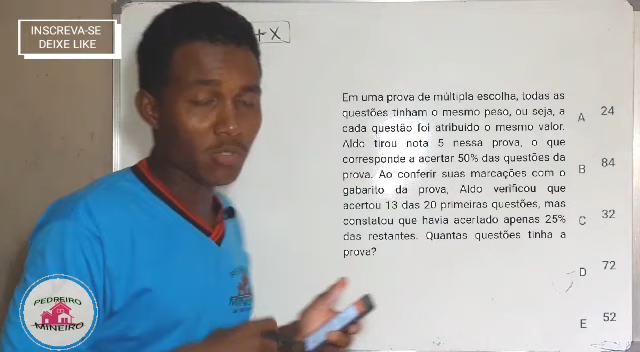 INSCREVA-SE
DEIXE LIKE
+X
Em uma prova de múltipla escolha, todas as
questões tinham o mesmo peso, ou seja, a
cada questão foi atribuído o mesmo valor.
Aldo tirou nota 5 nessa prova, o que
corresponde a acertar 50% das questões da
prova. Ao conferir suas marcações com o
gabarito da prova, Aldo verificou que
acertou 13 das 20 primeiras questões, mas
constatou que havia acertado apenas 25%
das restantes. Quantas questões tinha a
prova?
A 24
B 84
C 32
D 72
E 52
PEDREIRO
MINEIRO